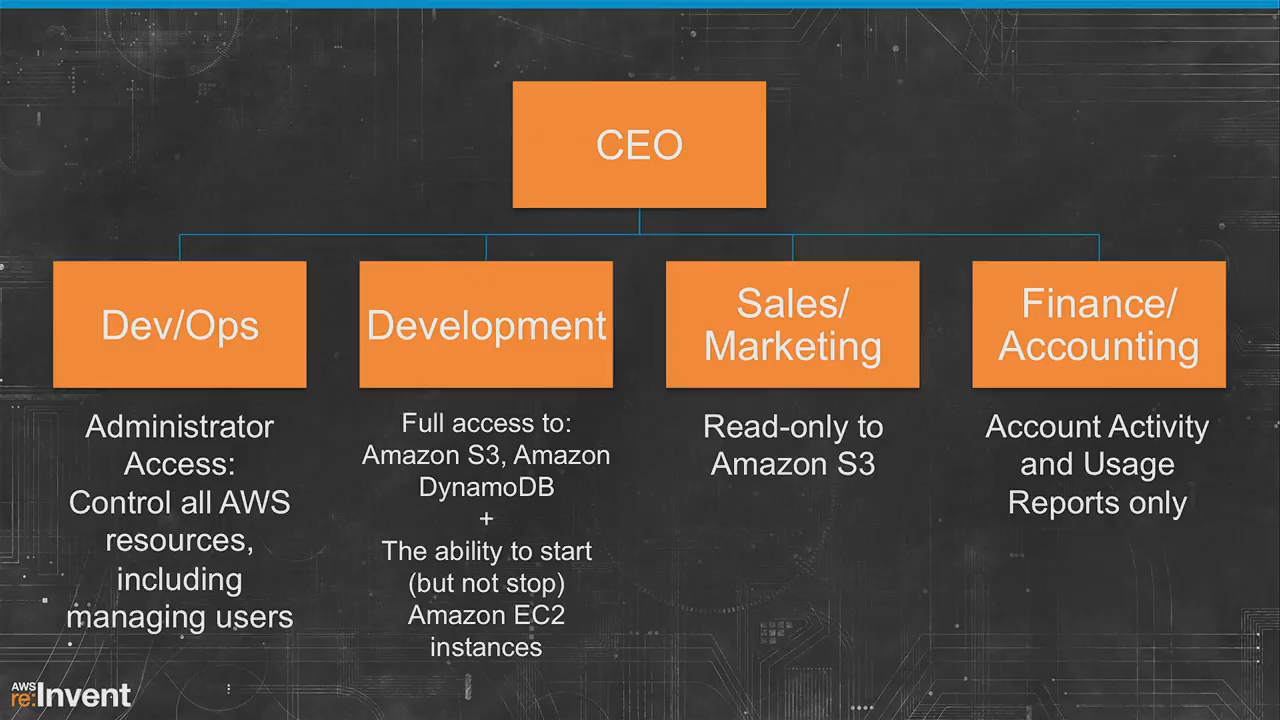 CEO
Dev/Ops
Development
Sales/
Marketing
Finance/
Accounting
Administrator
Access:
Control all AWS
resources,
including
managing users
Full access to:
Amazon S3, Amazon
DynamoDB
+
The ability to start
(but not stop)
Amazon EC2
instances
Read-only to
Amazon S3
Account Activity
and Usage
Reports only
AWS
re:Invent